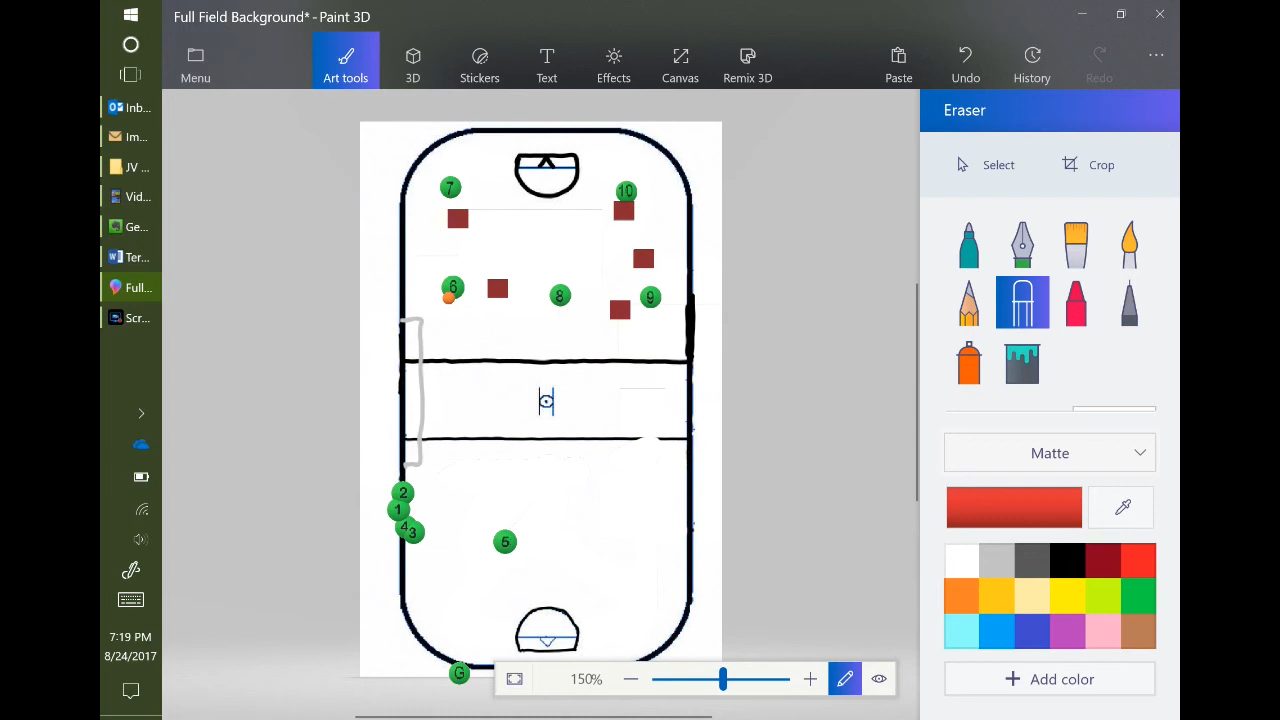 Full Field Background* - Paint 3D
Menu
Art tools
3D
Stickers
Text
Effects
Canvas
Remix 3D
Paste
Undo
History
Redo
Inb...
Im...
JV ...
Vid...
Ge...
Ter...
Full...
Scr...
7:19 PM
8/24/2017
7
10
6
8
9
2
1
4
3
5
G
150%
Eraser
Select
Crop
Matte
Add color